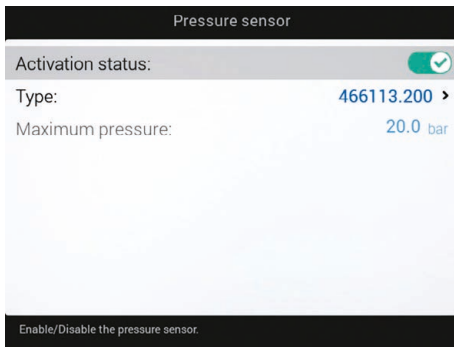 Pressure sensor
Activation status:
Type: 466113.200 >
Maximum pressure: 20.0 bar
Enable/Disable the pressure sensor.